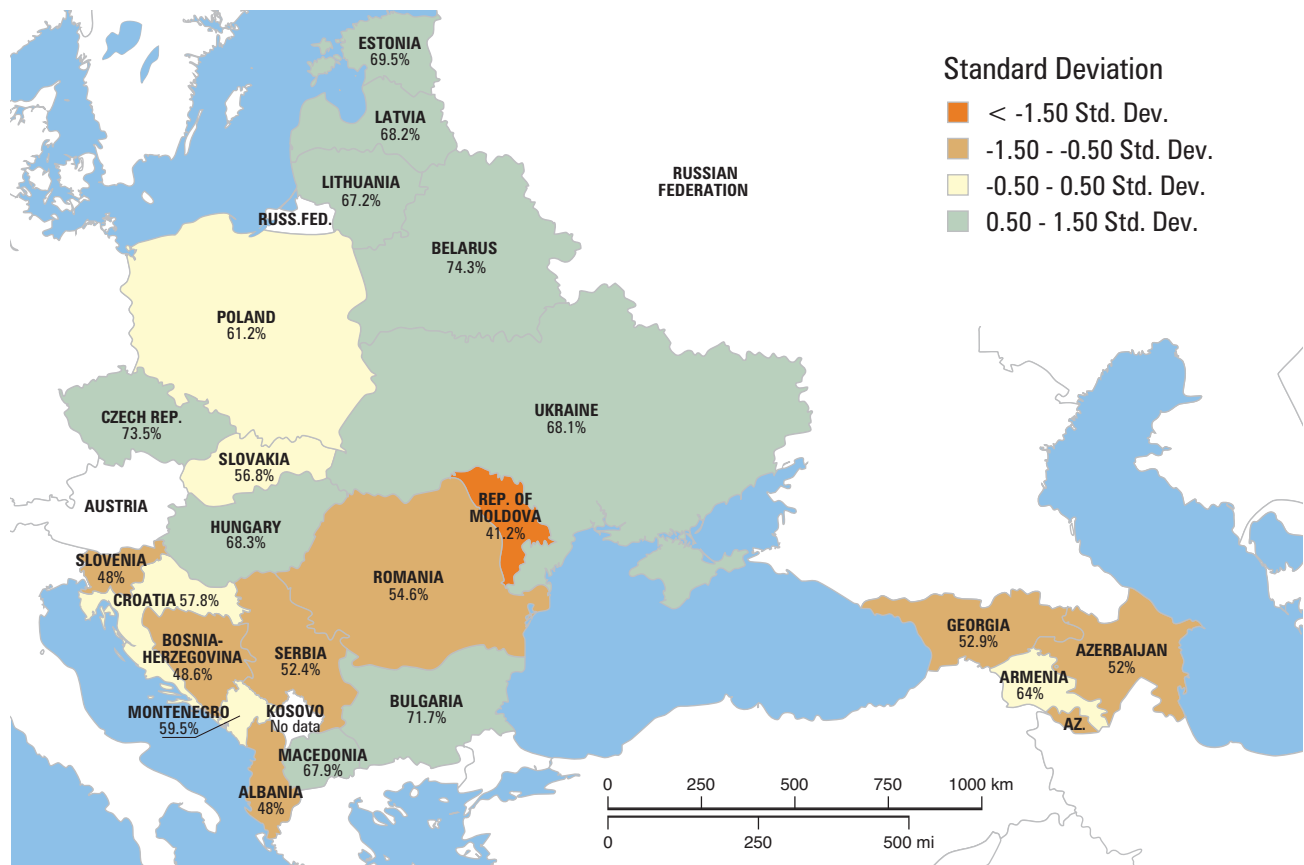 ESTONIA
69.5%
LATVIA
68.2%
LITHUANIA
67.2%
RUSS.FED.
RUSSIAN
FEDERATION
BELARUS
74.3%
POLAND
61.2%
CZECH REP.
73.5%
UKRAINE
68.1%
SLOVAKIA
56.8%
AUSTRIA
HUNGARY
68.3%
REP. OF
MOLDOVA
41.2%
SLOVENIA
48%
ROMANIA
54.6%
CROATIA 57.8%
BOSNIA-
HERZEGOVINA
48.6%
SERBIA
52.4%
MONTENEGRO
59.5%
KOSOVO
No data
BULGARIA
71.7%
MACEDONIA
67.9%
ALBANIA
48%
GEORGIA
52.9%
AZERBAIJAN
52%
ARMENIA
64%
AZ.
Standard Deviation
< -1.50 Std. Dev.
-1.50 - -0.50 Std. Dev.
-0.50 - 0.50 Std. Dev.
0.50 - 1.50 Std. Dev.
0 250 500 750 1000 km
0 250 500 mi